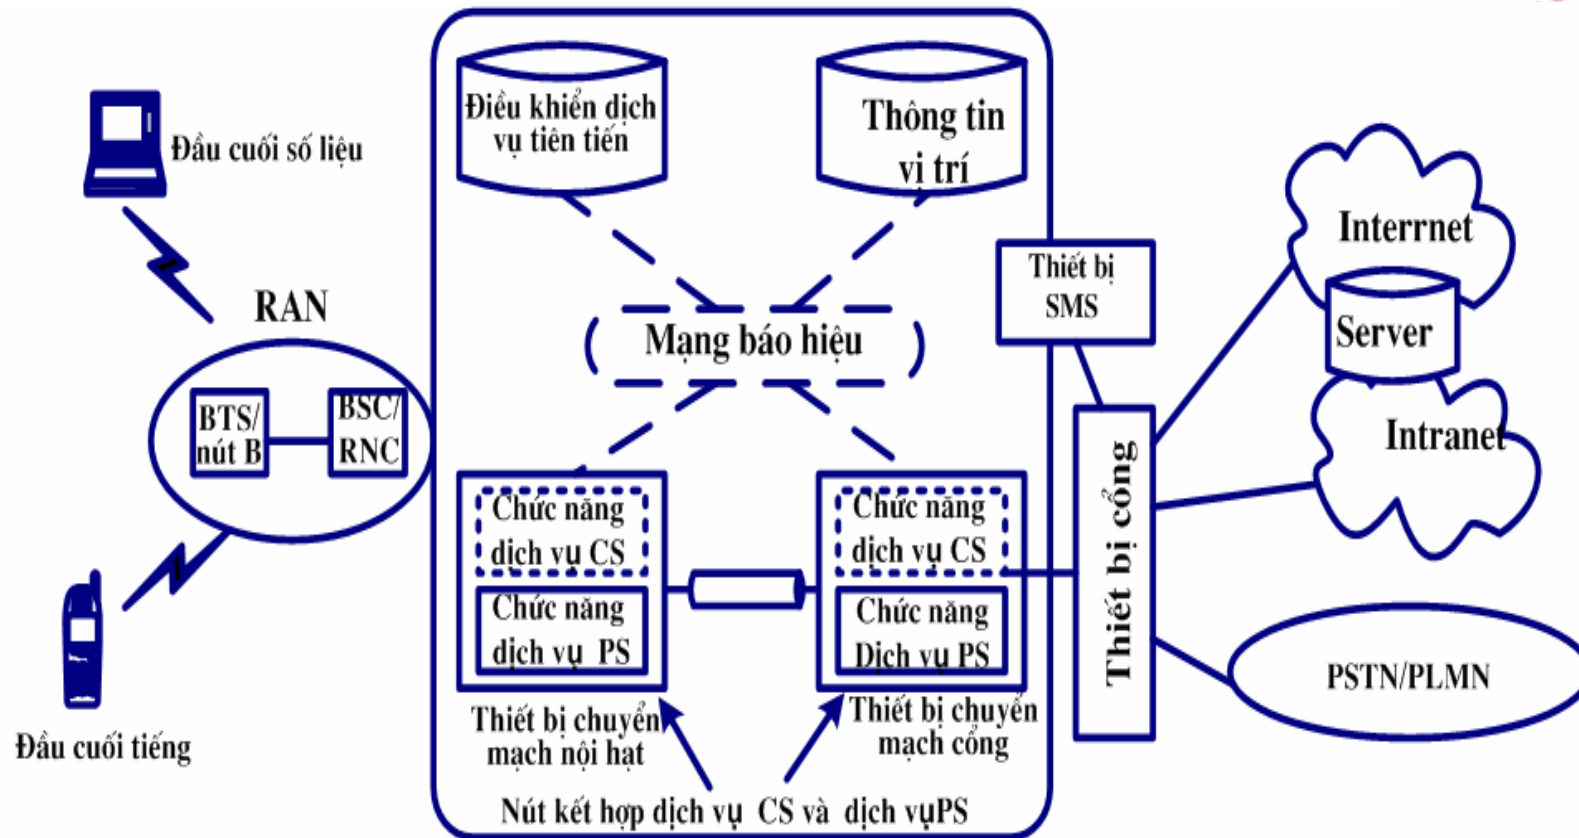 Đầu cuối số liệu
RAN
BTS/
nút B
BSC/
RNC
Đầu cuối tiếng
Điều khiển dịch
vụ tiên tiến
Thông tin
vị trí
Mạng báo hiệu
Chức năng
dịch vụ CS
Chức năng
dịch vụ PS
Thiết bị chuyển
mạch nội hạt
Chức năng
dịch vụ CS
Chức năng
Dịch vụ PS
Thiết bị chuyển
mạch cổng
Nút kết hợp dịch vụ CS và dịch vụPS
Thiết bị
SMS
Thiết bị cổng
Interrnet
Server
Intranet
PSTN/PLMN